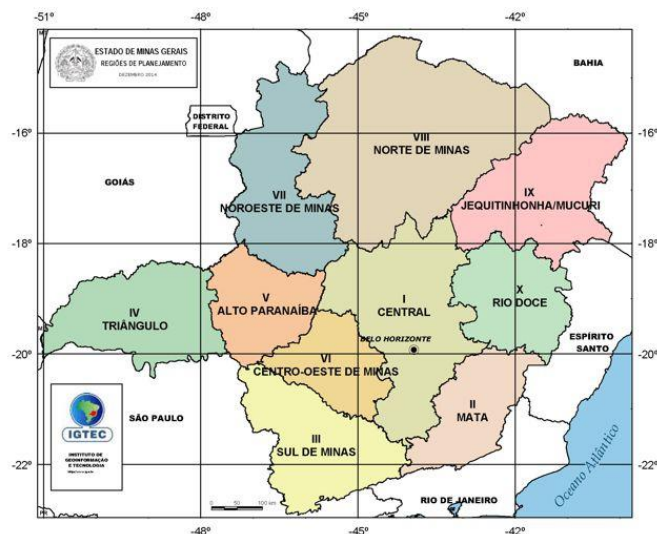 -51°
-48°
-45°
-42°
ESTADO DE MINAS GERAIS
REGIÕES DE PLANEJAMENTO
DEZEMBRO 2014
BAHIA
DISTRITO
FEDERAL
-16°
-16°
VIII
NORTE DE MINAS
GOIÁS
VII
NOROESTE DE MINAS
IX
JEQUITINHONHA/MUCURI
-18°
-18°
IV
TRIÂNGULO
V
ALTO PARANAÍBA
I
CENTRAL
X
RIO DOCE
BELO HORIZONTE
ESPÍRITO
SANTO
-20°
-20°
VI
CENTRO-OESTE DE MINAS
IGTEC
INSTITUTO
DE
GEOINFORMAÇÃO
E TECNOLOGIA
SÃO PAULO
II
MATA
III
SUL DE MINAS
-22°
-22°
Oceano Atlântico
0 50 100 km
RIO DE JANEIRO
PR
-48°
-45°
-42°